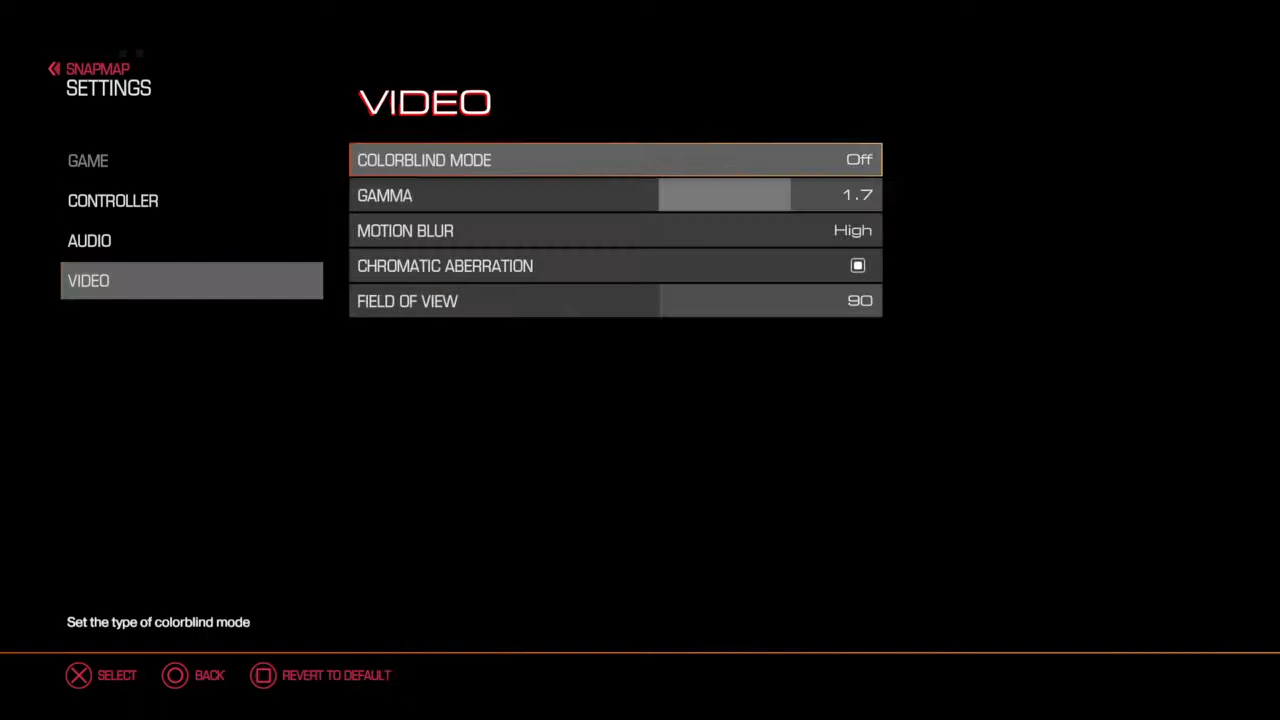 SNAPMAP
SETTINGS
GAME
CONTROLLER
AUDIO
VIDEO
VIDEO
COLORBLIND MODE Off
GAMMA 1.7
MOTION BLUR High
CHROMATIC ABERRATION
FIELD OF VIEW 90
Set the type of colorblind mode
SELECT BACK REVERT TO DEFAULT